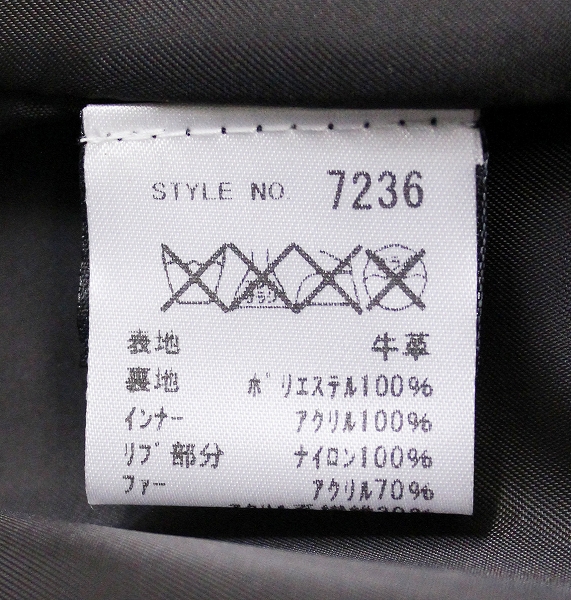 STYLE NO. 7236
表地 牛革
裏地 ポリエステル100%
インナー アクリル100%
リブ部分 ナイロン100%
ファー アクリル70%